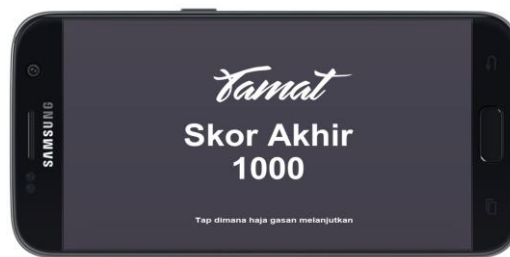 SAMSUNG
Tamat
Skor Akhir
1000
Tap dimana haja gasan melanjutkan